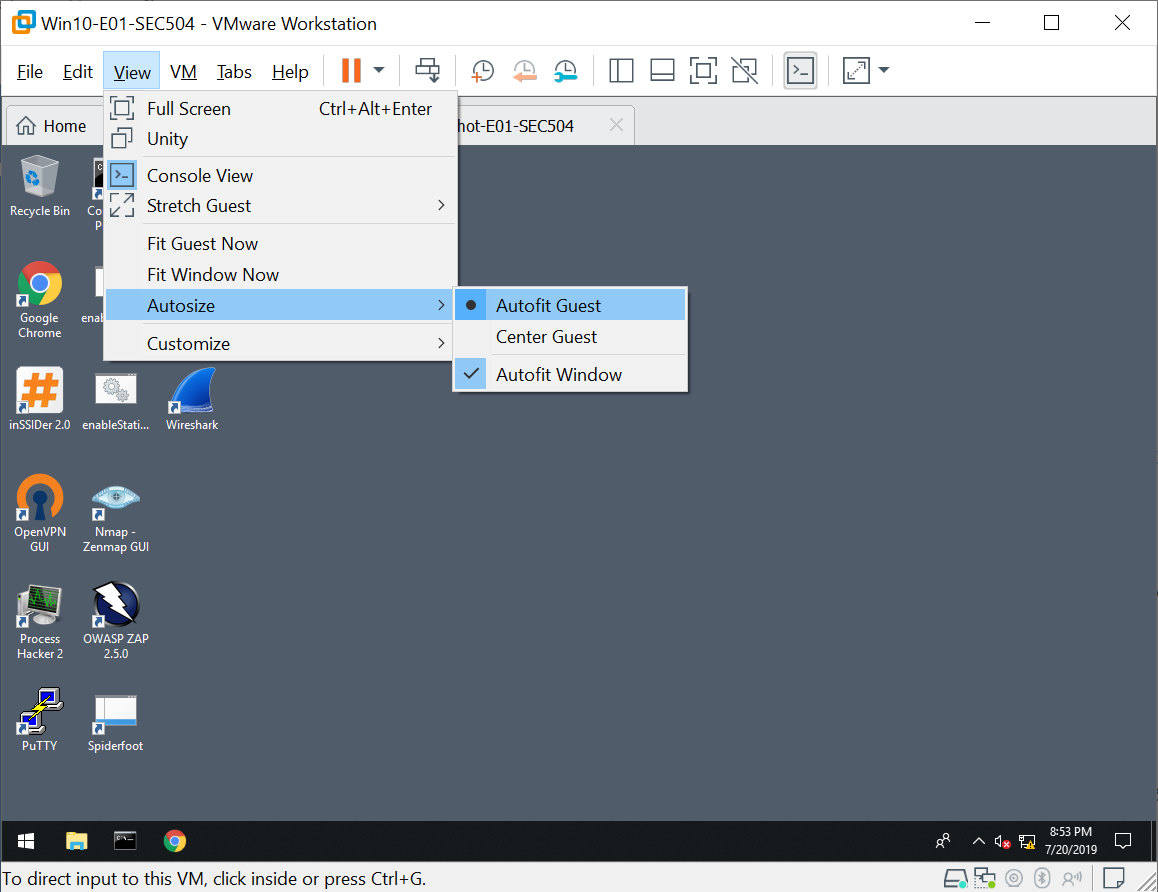 Win10-E01-SEC504 - VMware Workstation
File Edit View VM Tabs Help
Home
hot-E01-SEC504
Full Screen Ctrl+Alt+Enter
Unity
Console View
Stretch Guest
Fit Guest Now
Fit Window Now
Autosize
Customize
Autofit Guest
Center Guest
Autofit Window
Recycle Bin
Google
Chrome
inSSIDer 2.0
enableStati...
Wireshark
OpenVPN
GUI
Nmap -
Zenmap GUI
Process
Hacker 2
OWASP ZAP
2.5.0
PuTTY
Spiderfoot
8:53 PM
7/20/2019
To direct input to this VM, click inside or press Ctrl+G.